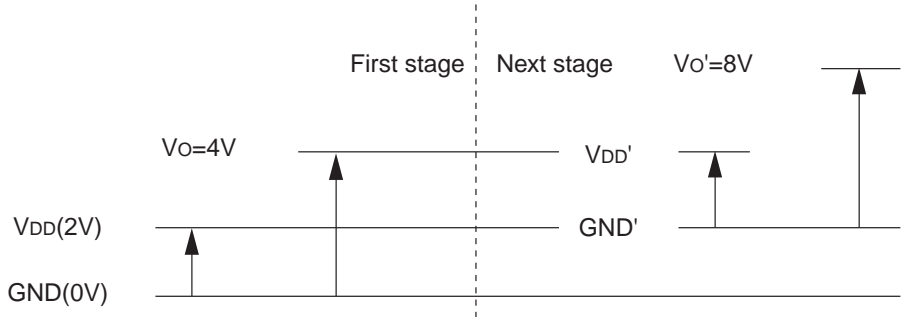 First stage Next stage Vo'=8V
Vo=4V VDD'
VDD(2V) GND'
GND(0V)